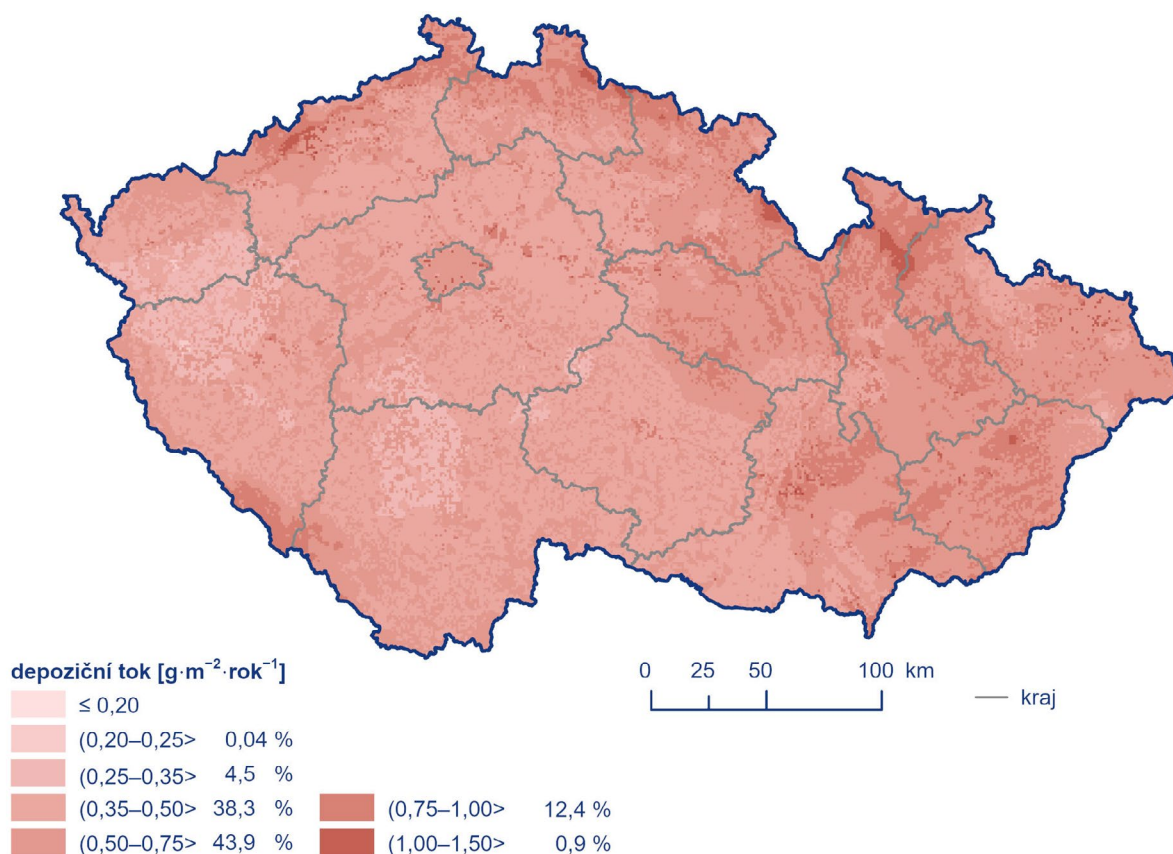 depoziční tok [g·m⁻²·rok⁻¹]
≤ 0,20
(0,20–0,25> 0,04 %
(0,25–0,35> 4,5 %
(0,35–0,50> 38,3 %
(0,50–0,75> 43,9 %
(0,75–1,00> 12,4 %
(1,00–1,50> 0,9 %
0 25 50 100 km
kraj